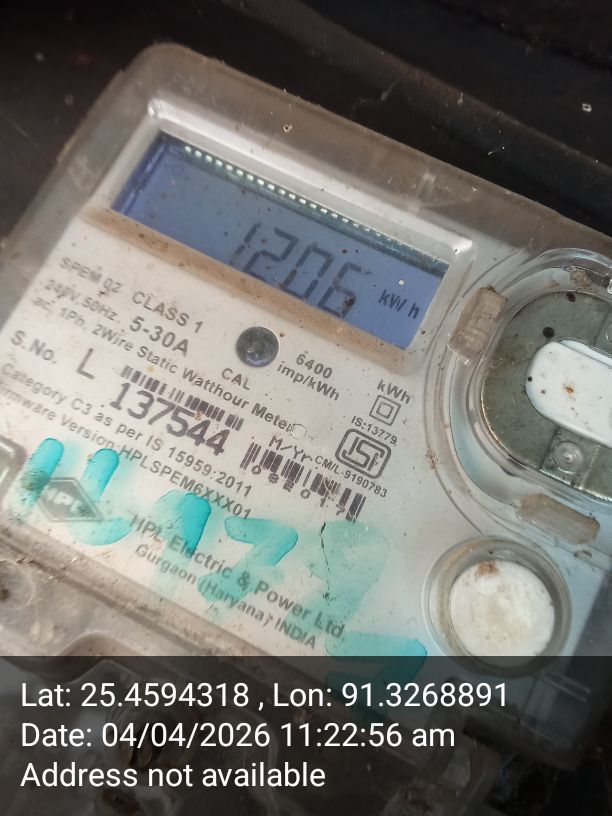 1206 kWh
SPEM 02 CLASS 1
240V, 50Hz, 5-30A
ac, 1Ph. 2Wire Static Watthour Meter
CAL
6400
imp/kWh
kWh
S.No. L 137544
IS:13779
ISI
M/Yr. CM/L-9190783
Category C3 as per IS 15959:2011
Firmware Version:HPLSPEM6XXX01
HPL
HPL Electric & Power Ltd.
Gurgaon (Haryana) INDIA
Lat: 25.4594318 , Lon: 91.3268891
Date: 04/04/2026 11:22:56 am
Address not available